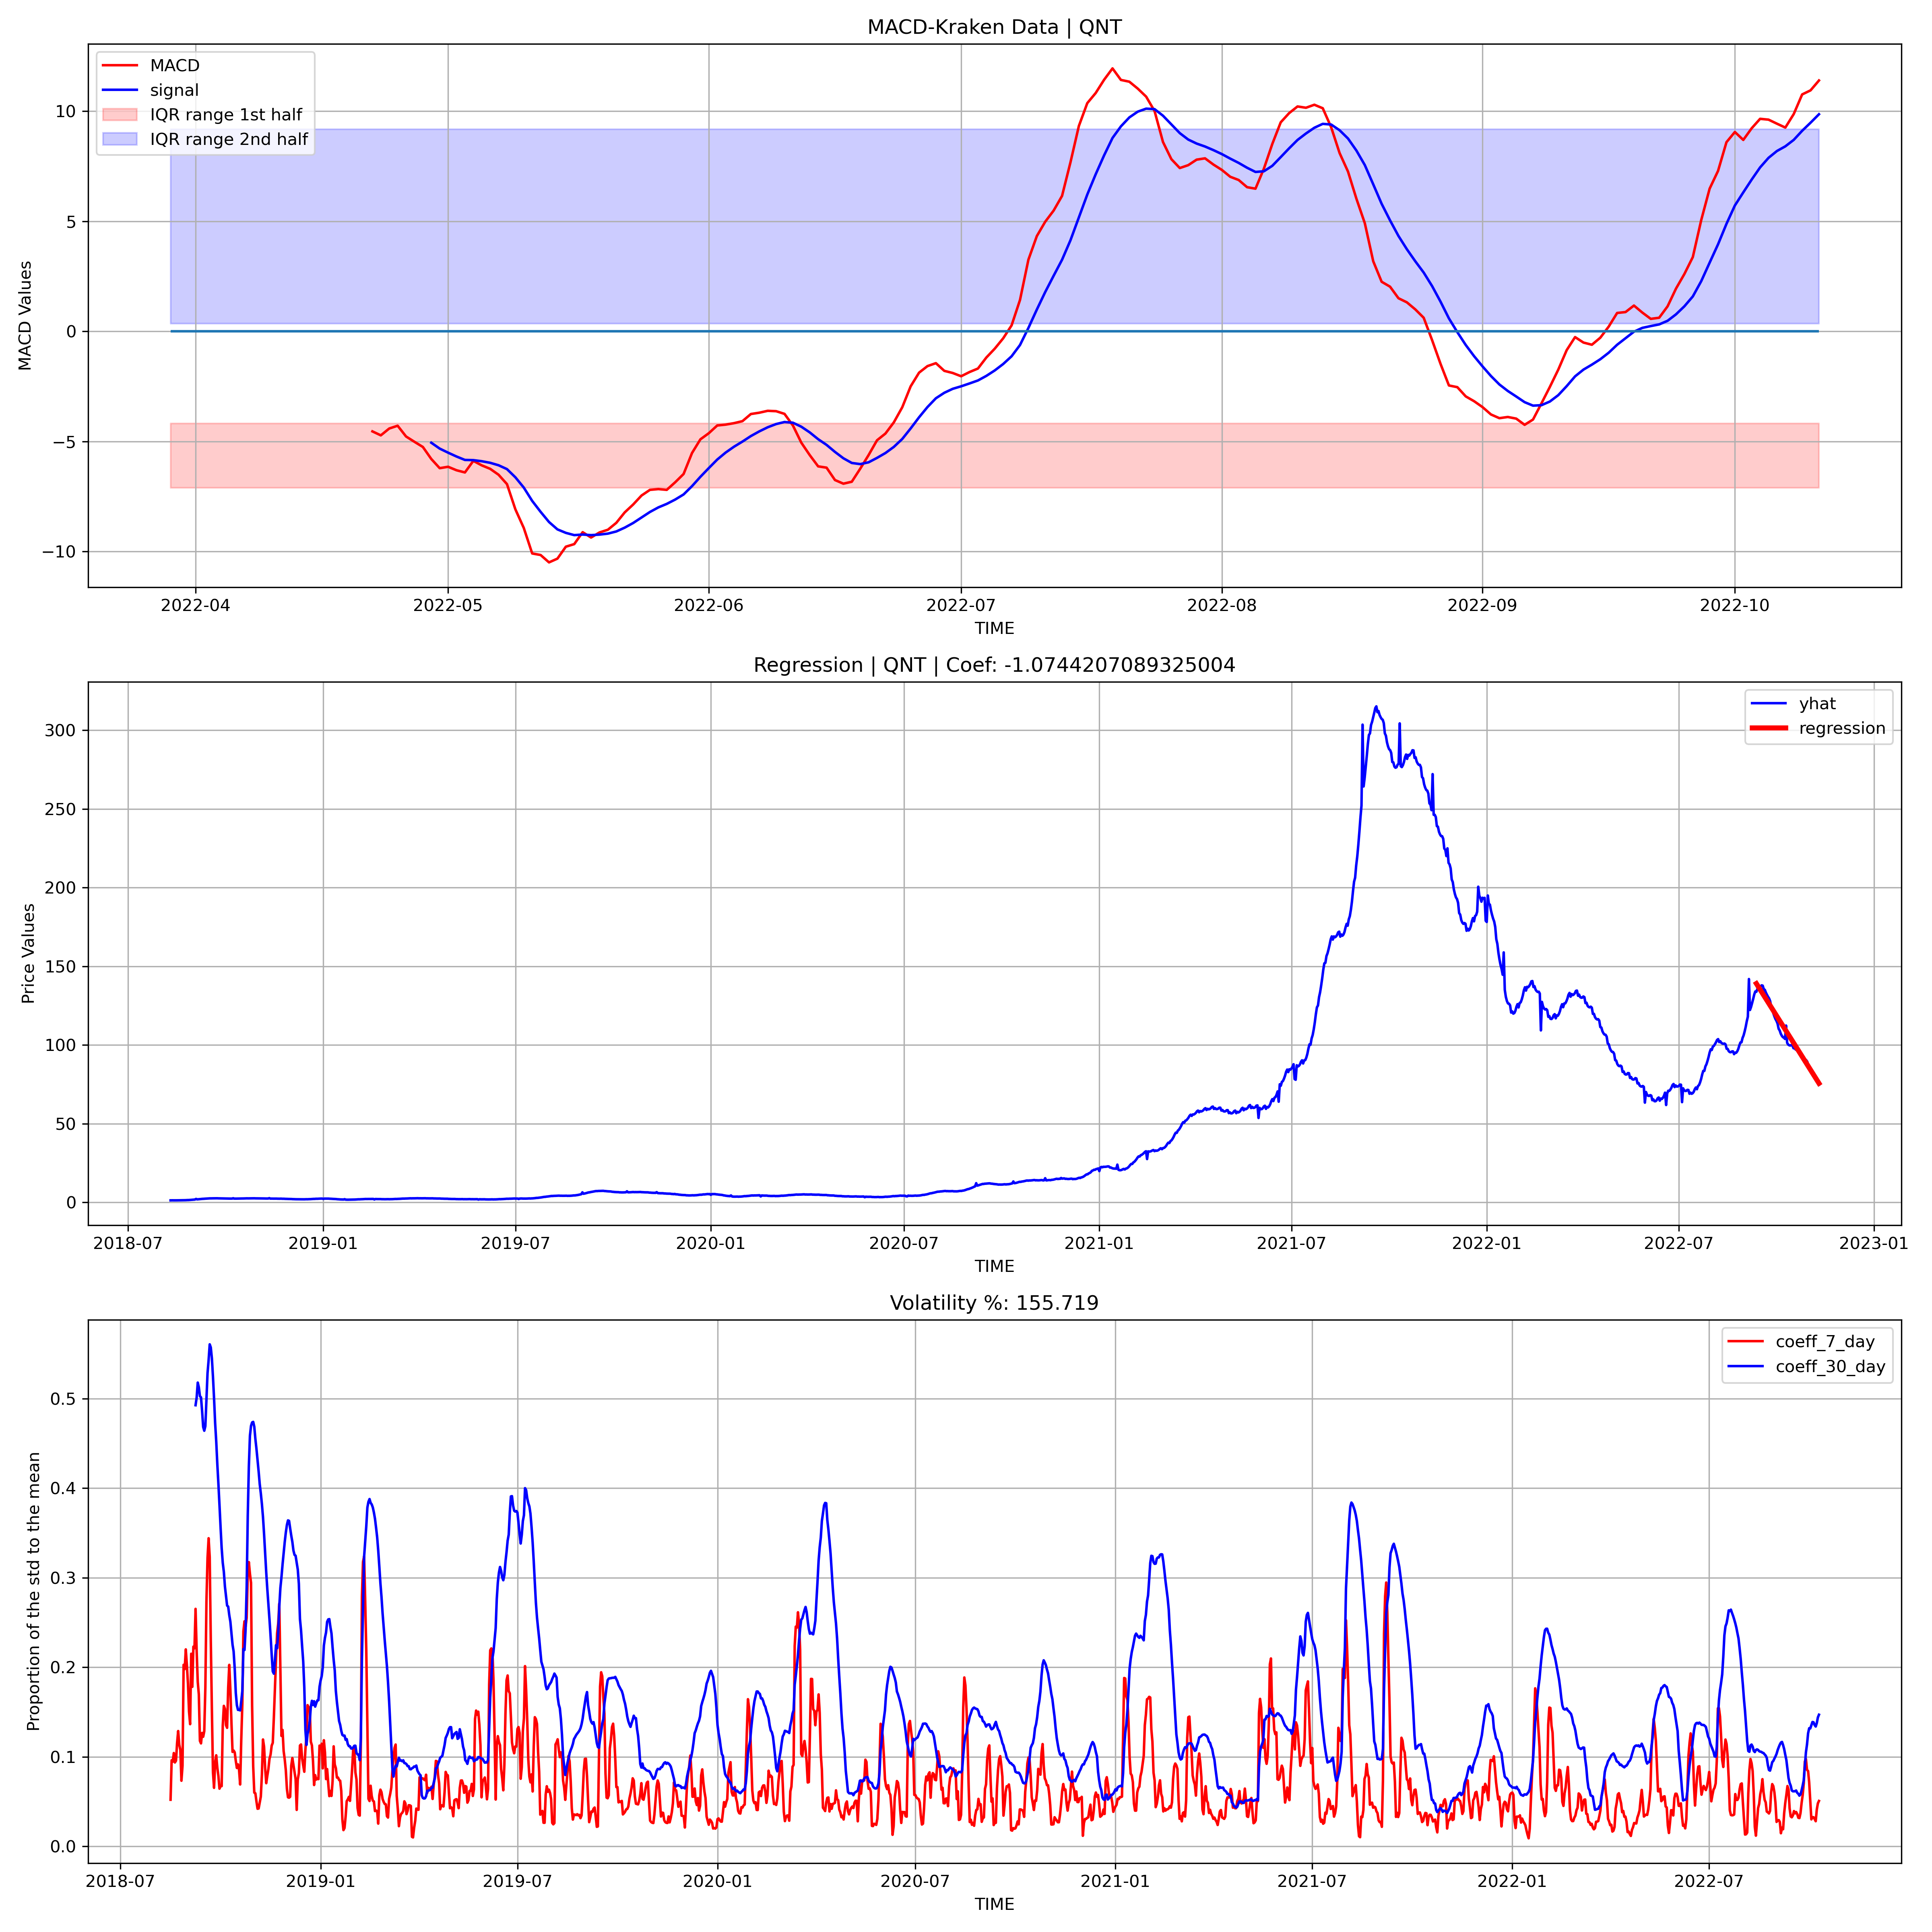 MACD-Kraken Data | QNT
MACD
signal
IQR range 1st half
IQR range 2nd half
MACD Values
10
5
0
−5
−10
2022-04 2022-05 2022-06 2022-07 2022-08 2022-09 2022-10
TIME
Regression | QNT | Coef: -1.0744207089325004
yhat
regression
Price Values
300
250
200
150
100
50
0
2018-07 2019-01 2019-07 2020-01 2020-07 2021-01 2021-07 2022-01 2022-07 2023-01
TIME
Volatility %: 155.719
coeff_7_day
coeff_30_day
Proportion of the std to the mean
0.5
0.4
0.3
0.2
0.1
0.0
2018-07 2019-01 2019-07 2020-01 2020-07 2021-01 2021-07 2022-01 2022-07
TIME